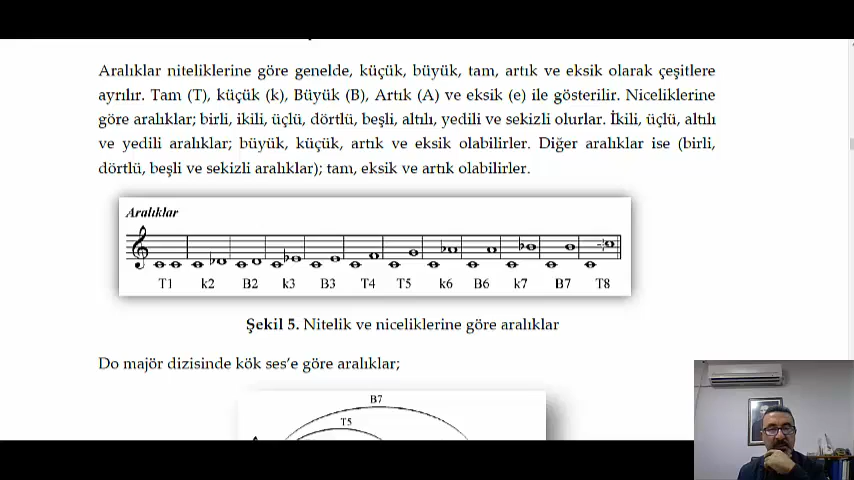 Aralıklar niteliklerine göre genelde, küçük, büyük, tam, artık ve eksik olarak çeşitlere
ayrılır. Tam (T), küçük (k), Büyük (B), Artık (A) ve eksik (e) ile gösterilir. Niceliklerine
göre aralıklar; birli, ikili, üçlü, dörtlü, beşli, altılı, yedili ve sekizli olurlar. İkili, üçlü, altılı
ve yedili aralıklar; büyük, küçük, artık ve eksik olabilirler. Diğer aralıklar ise (birli,
dörtlü, beşli ve sekizli aralıklar); tam, eksik ve artık olabilirler.
Aralıklar
T1 k2 B2 k3 B3 T4 T5 k6 B6 k7 B7 T8
Şekil 5. Nitelik ve niceliklerine göre aralıklar
Do majör dizisinde kök ses'e göre aralıklar;
B7
T5